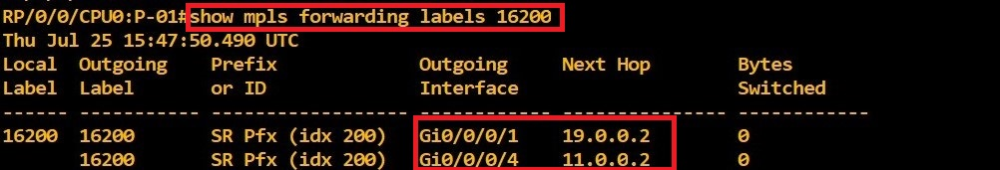 RP/0/0/CPU0:P-01#show mpls forwarding labels 16200
Thu Jul 25 15:47:50.490 UTC
Local  Outgoing    Prefix             Outgoing     Next Hop        Bytes
Label  Label       or ID              Interface                    Switched
------ ----------- ------------------ ------------ --------------- ------------
16200  16200       SR Pfx (idx 200)   Gi0/0/0/1    19.0.0.2        0
       16200       SR Pfx (idx 200)   Gi0/0/0/4    11.0.0.2        0